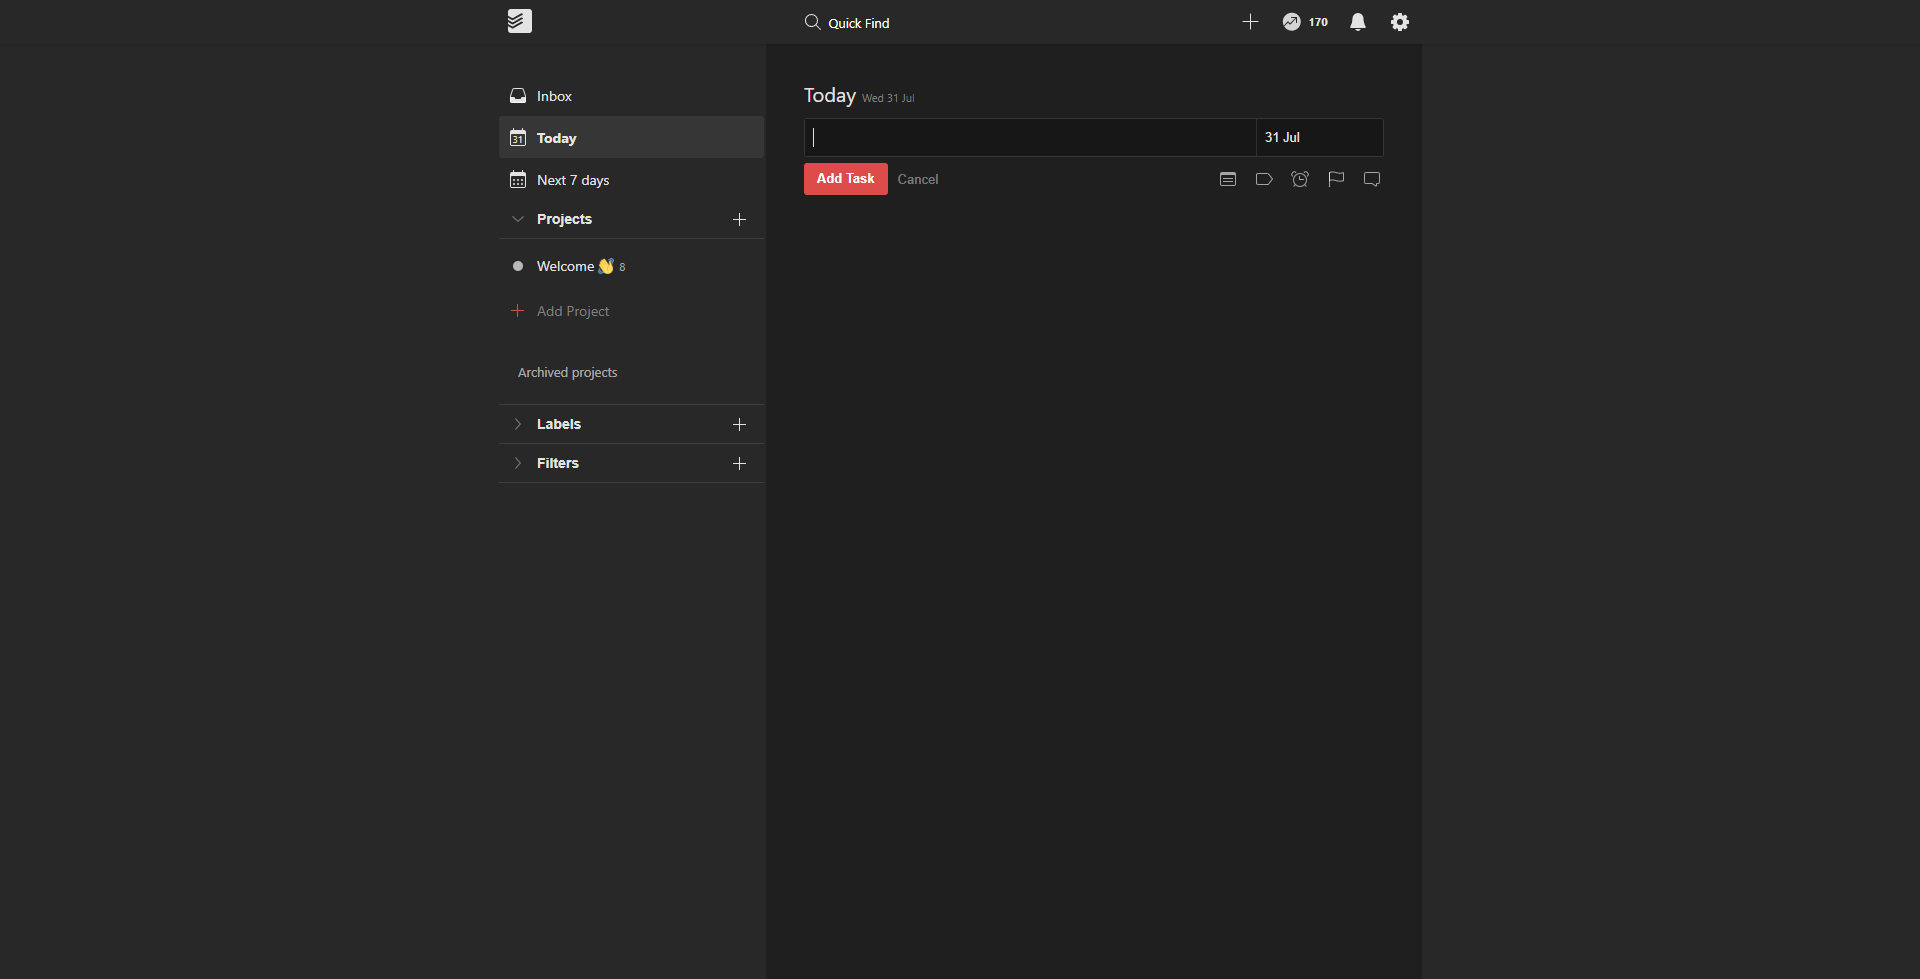 Quick Find
170
Inbox
31
Today
Next 7 days
Projects
Welcome 👋 8
Add Project
Archived projects
Labels
Filters
Today Wed 31 Jul
31 Jul
Add Task
Cancel